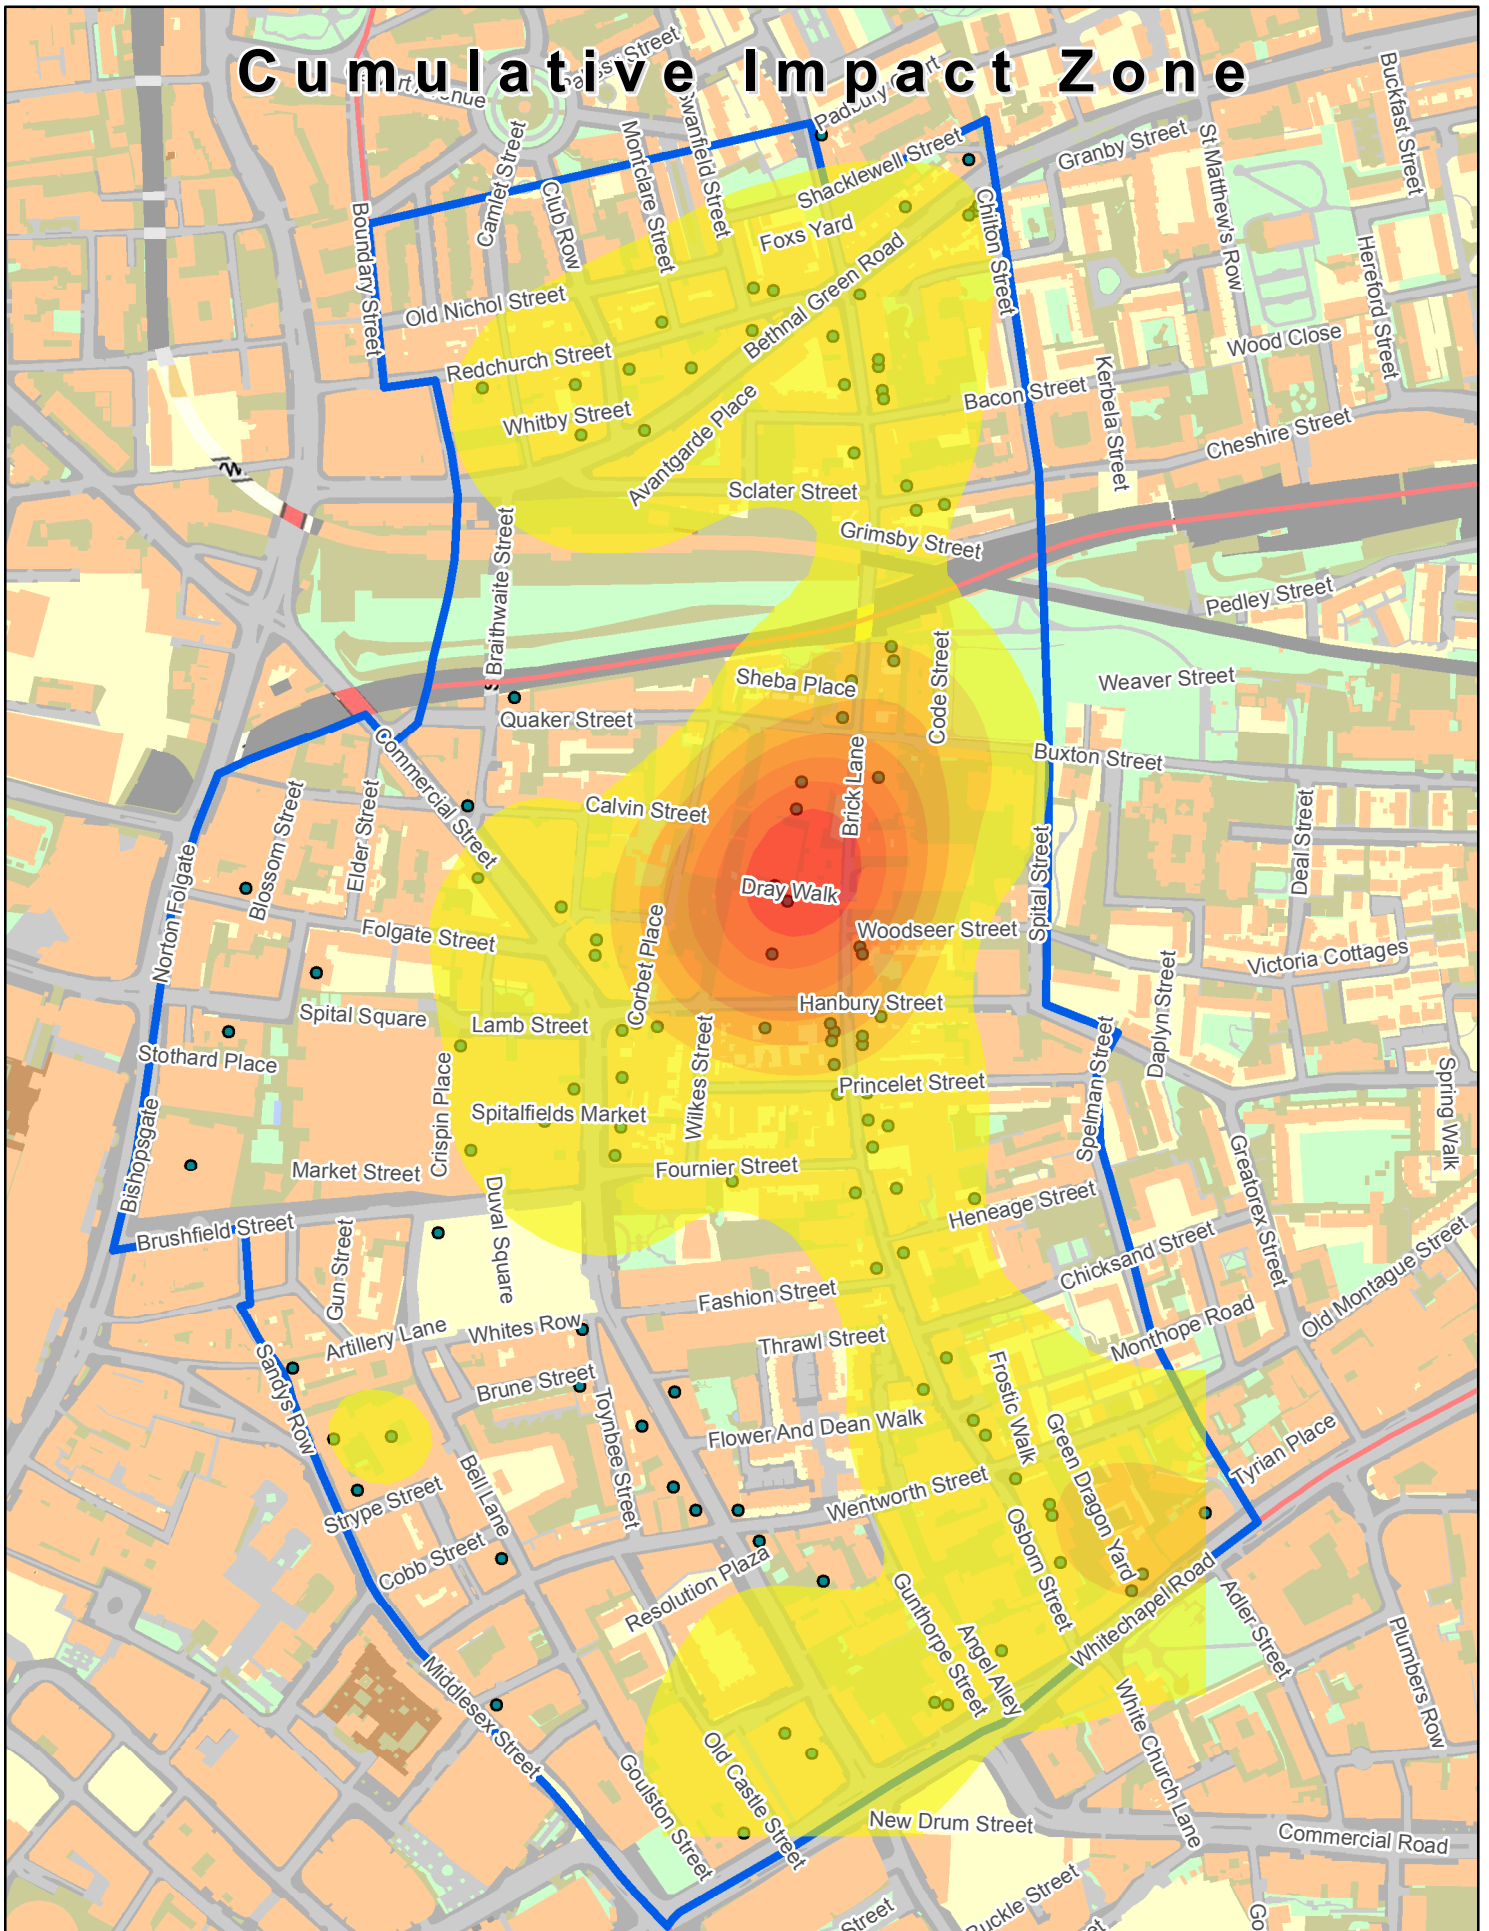 Cumulative Impact Zone
Padbury Court
Buckfast Street
Granby Street
St Matthew's Row
Shacklewell Street
Camlet Street
Club Row
Montclare Street
Foxs Yard
Chilton Street
Hereford Street
Boundary Street
Old Nichol Street
Bethnal Green Road
Wood Close
Redchurch Street
Kerbela Street
Bacon Street
Whitby Street
Avantgarde Place
Cheshire Street
Sclater Street
Grimsby Street
Braithwaite Street
Pedley Street
Code Street
Sheba Place
Weaver Street
Quaker Street
Commercial Street
Brick Lane
Buxton Street
Blossom Street
Elder Street
Calvin Street
Deal Street
Norton Folgate
Spital Street
Dray Walk
Folgate Street
Corbet Place
Woodseer Street
Victoria Cottages
Daplyn Street
Spital Square
Lamb Street
Hanbury Street
Stothard Place
Wilkes Street
Spelman Street
Princelet Street
Spring Walk
Crispin Place
Spitalfields Market
Bishopsgate
Market Street
Fournier Street
Greatorex Street
Duval Square
Heneage Street
Brushfield Street
Gun Street
Chicksand Street
Old Montague Street
Fashion Street
Artillery Lane
Whites Row
Thrawl Street
Monthope Road
Sandys Row
Brune Street
Toynbee Street
Frostic Walk
Flower And Dean Walk
Green Dragon Yard
Tyrian Place
Bell Lane
Strype Street
Wentworth Street
Osborn Street
Cobb Street
Resolution Plaza
Gunthorpe Street
Whitechapel Road
Adler Street
Angel Alley
Plumbers Row
Middlesex Street
White Church Lane
Old Castle Street
Goulston Street
New Drum Street
Commercial Road
Buckle Street
Street